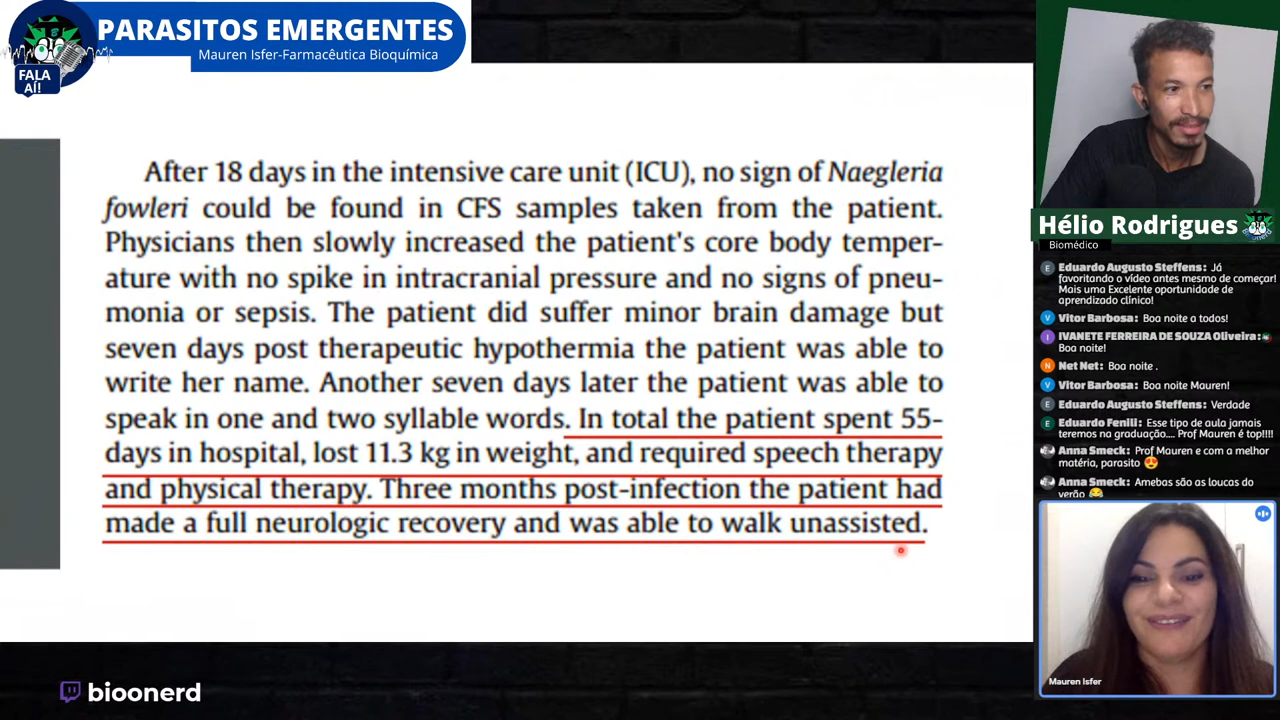 PARASITOS EMERGENTES
Mauren Isfer-Farmacêutica Bioquímica
FALA
AÍ!
After 18 days in the intensive care unit (ICU), no sign of Naegleria
fowleri could be found in CFS samples taken from the patient.
Physicians then slowly increased the patient's core body temper-
ature with no spike in intracranial pressure and no signs of pneu-
monia or sepsis. The patient did suffer minor brain damage but
seven days post therapeutic hypothermia the patient was able to
write her name. Another seven days later the patient was able to
speak in one and two syllable words. In total the patient spent 55-
days in hospital, lost 11.3 kg in weight, and required speech therapy
and physical therapy. Three months post-infection the patient had
made a full neurologic recovery and was able to walk unassisted.
bioonerd
Hélio Rodrigues
Biomédico
E Eduardo Augusto Steffens: Já
favoritando o vídeo antes mesmo de começar!
Mais uma Excelente oportunidade de
aprendizado clínico!
V Vitor Barbosa: Boa noite a todos!
I IVANETE FERREIRA DE SOUZA Oliveira:
Boa noite!
N Net Net: Boa noite .
V Vitor Barbosa: Boa noite Mauren!
E Eduardo Augusto Steffens: Verdade
E Eduardo Fenili: Esse tipo de aula jamais
teremos na graduação.... Prof Mauren é top!!!!
Anna Smeck: Prof Mauren e com a melhor
matéria, parasito 😍
Anna Smeck: Amebas são as loucas do
verão 😂
Mauren Isfer